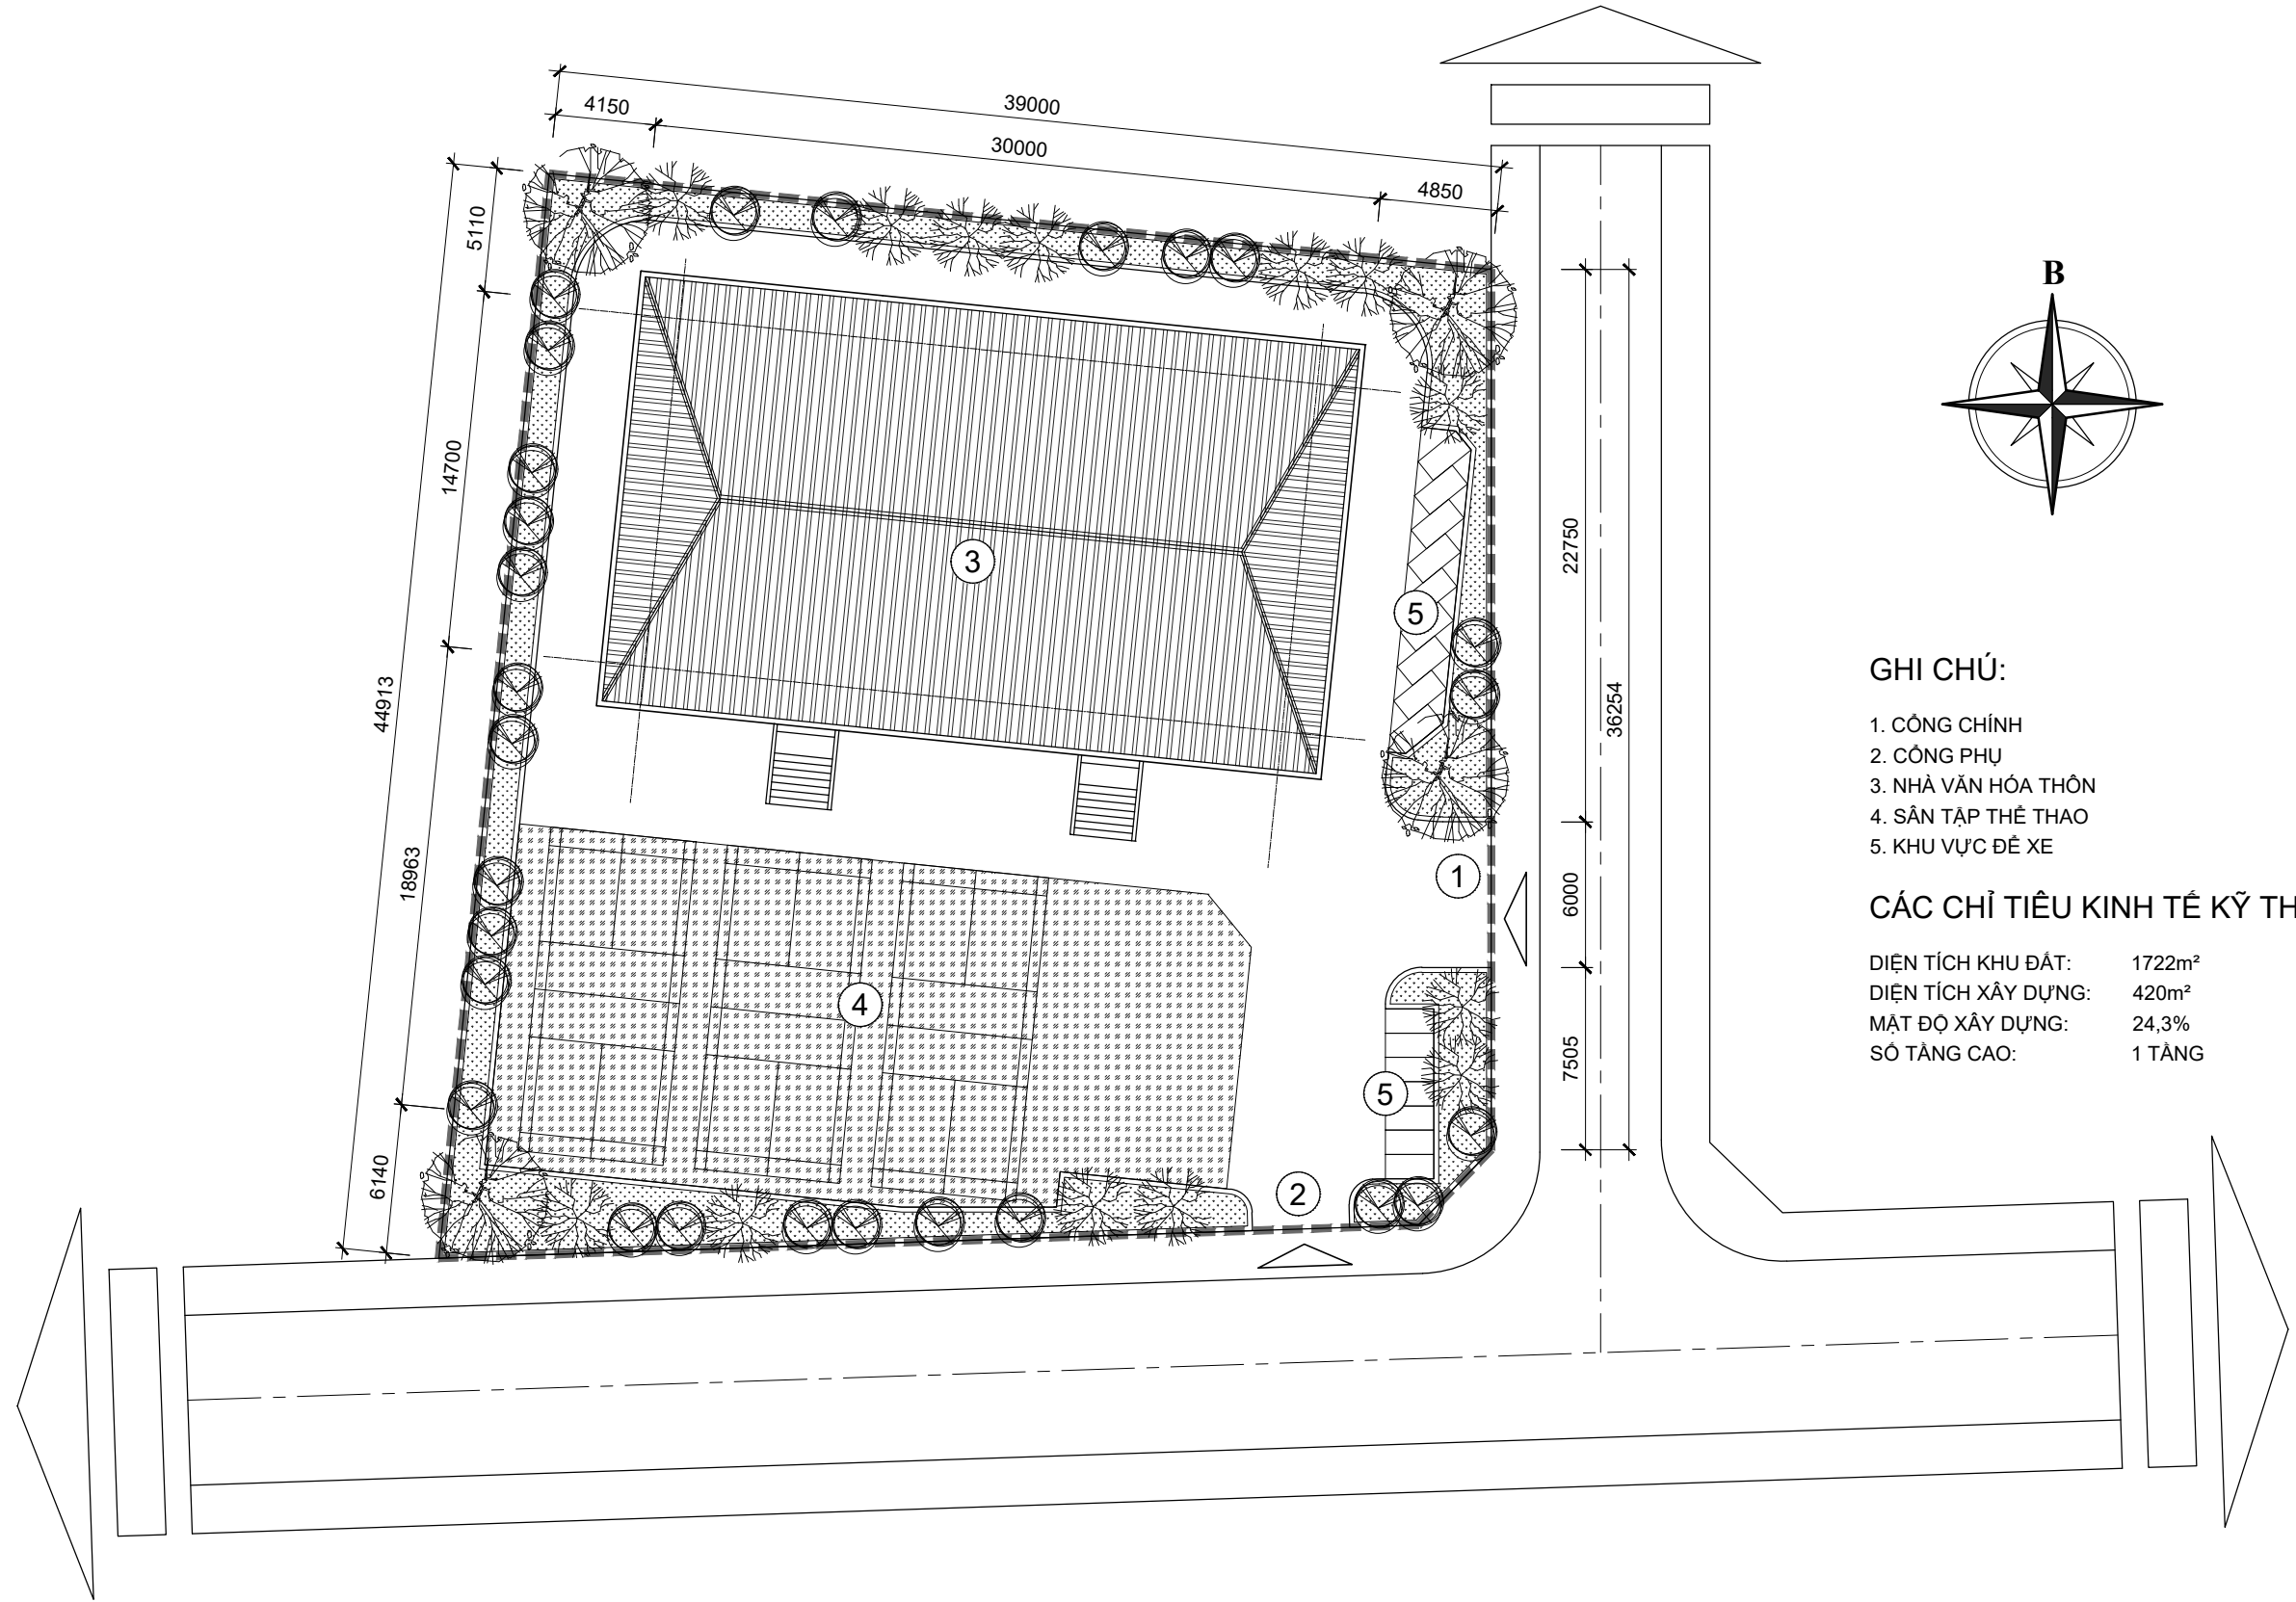 39000
4150
30000
4850
5110
14700
44913
18963
6140
22750
36254
6000
7505
3
5
1
4
5
2
B
GHI CHÚ:
1. CỔNG CHÍNH
2. CỔNG PHỤ
3. NHÀ VĂN HÓA THÔN
4. SÂN TẬP THỂ THAO
5. KHU VỰC ĐỂ XE
CÁC CHỈ TIÊU KINH TẾ KỸ TH
DIỆN TÍCH KHU ĐẤT: 1722m²
DIỆN TÍCH XÂY DỰNG: 420m²
MẬT ĐỘ XÂY DỰNG: 24,3%
SỐ TẦNG CAO: 1 TẦNG